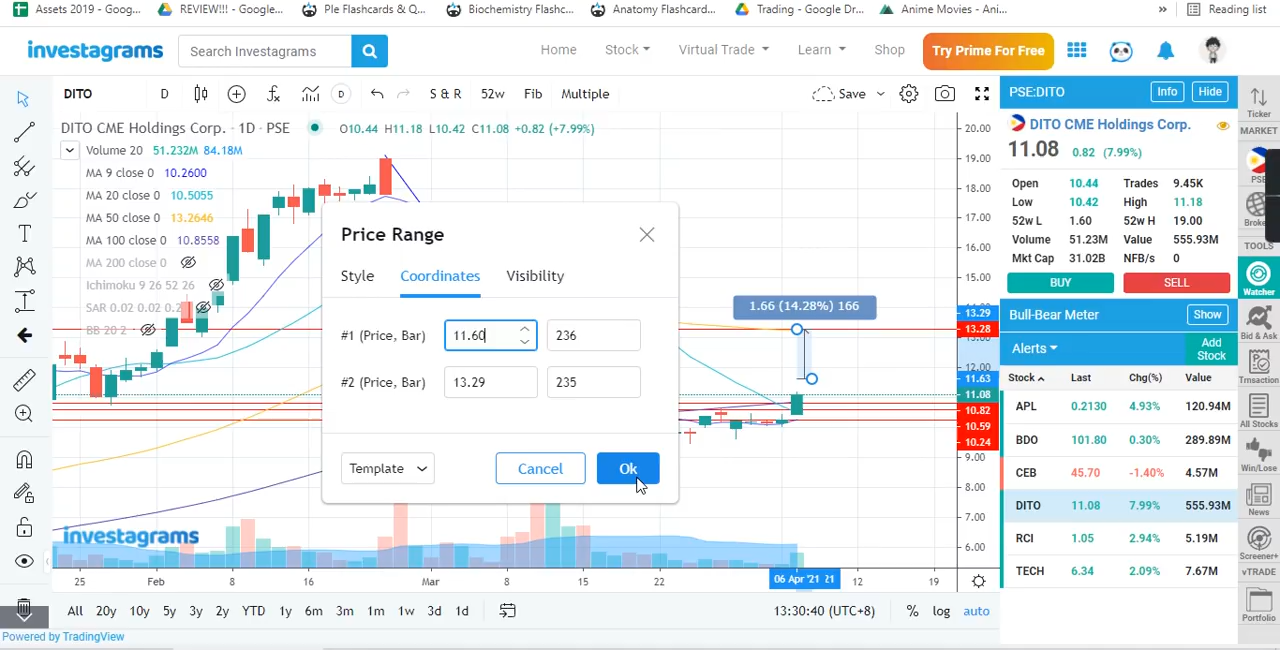 Assets 2019 - Goog... REVIEW!!! - Google... Ple Flashcards & Q... Biochemistry Flashc... Anatomy Flashcard... Trading - Google Dr... Anime Movies - Ani... » Reading list
investagrams Search Investagrams Home Stock Virtual Trade Learn Shop Try Prime For Free
DITO D D S & R 52w Fib Multiple Save
DITO CME Holdings Corp. · 1D · PSE O10.44 H11.18 L10.42 C11.08 +0.82 (+7.99%)
Volume 20 51.232M 84.18M
MA 9 close 0 10.2600
MA 20 close 0 10.5055
MA 50 close 0 13.2646
MA 100 close 0 10.8558
MA 200 close 0
Ichimoku 9 26 52 26
SAR 0.02 0.02 0.2
BB 20 2
Price Range
Style Coordinates Visibility
#1 (Price, Bar) 11.60 236
#2 (Price, Bar) 13.29 235
Template Cancel Ok
1.66 (14.28%) 166
20.00
19.00
18.00
17.00
16.00
15.00
13.29
13.28
12.00
11.63
11.08
10.82
10.59
10.24
9.00
8.00
7.00
6.00
investagrams
25 Feb 8 16 Mar 8 15 22 06 Apr '21 21 12 19
All 20y 10y 5y 3y 2y YTD 1y 6m 3m 1m 1w 3d 1d 13:30:40 (UTC+8) % log auto
Powered by TradingView
PSE:DITO Info Hide
DITO CME Holdings Corp.
11.08 0.82 (7.99%)
Open 10.44 Trades 9.45K
Low 10.42 High 11.18
52w L 1.60 52w H 19.00
Volume 51.23M Value 555.93M
Mkt Cap 31.02B NFB/s 0
BUY SELL
Bull-Bear Meter Show
Alerts Add Stock
Stock Last Chg(%) Value
APL 0.2130 4.93% 120.94M
BDO 101.80 0.30% 289.89M
CEB 45.70 -1.40% 4.57M
DITO 11.08 7.99% 555.93M
RCI 1.05 2.94% 5.19M
TECH 6.34 2.09% 7.67M
Ticker
MARKET
PSE
TOOLS
Watcher
Bid & Ask
All Stocks
Win/Lose
News
Screener+
vTRADE
Portfolio